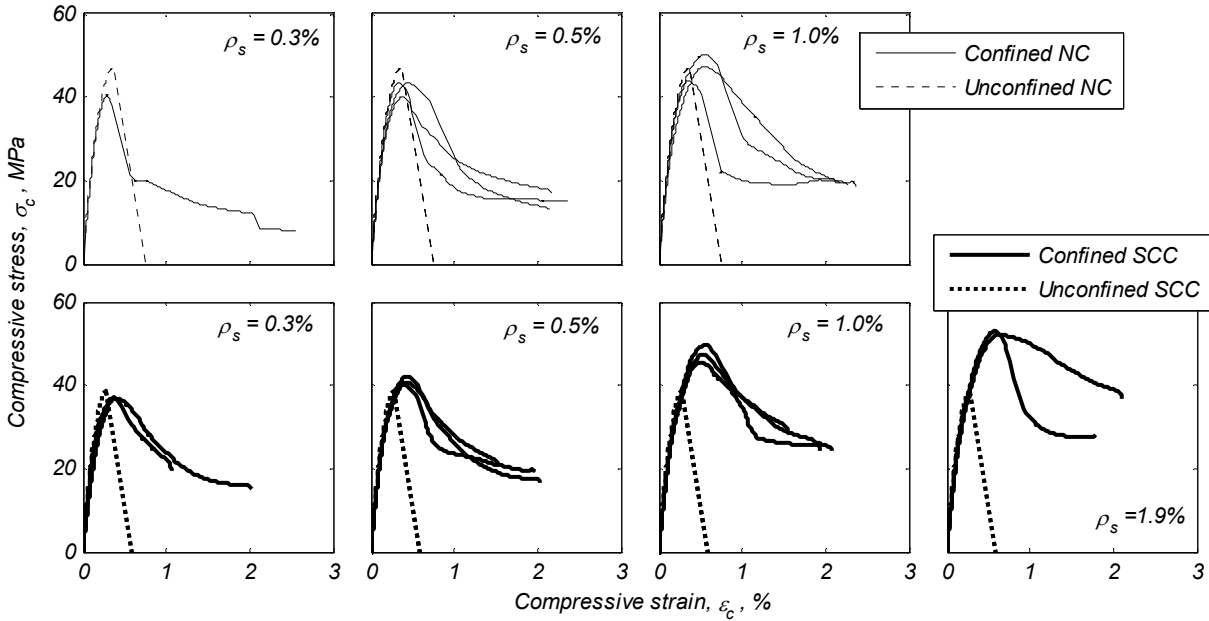 Compressive stress, σc, MPa
60
40
20
0
ρs = 0.3%
ρs = 0.5%
ρs = 1.0%
Confined NC
Unconfined NC
Confined SCC
Unconfined SCC
60
40
20
0
ρs = 0.3%
ρs = 0.5%
ρs = 1.0%
ρs =1.9%
0 1 2 3
0 1 2 3
0 1 2 3
0 1 2 3
Compressive strain, εc, %